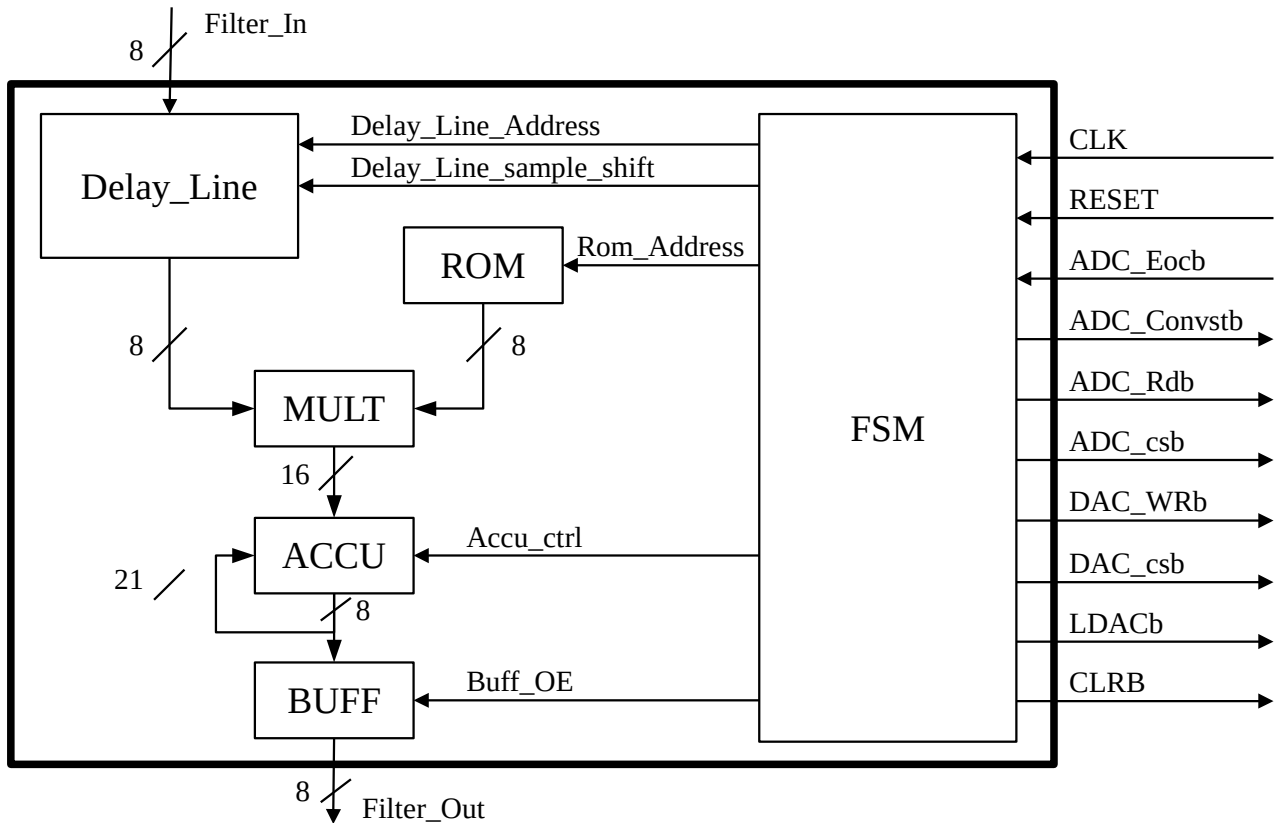 Filter_In
8
Delay_Line_Address
CLK
Delay_Line
Delay_Line_sample_shift
RESET
ROM
Rom_Address
ADC_Eocb
ADC_Convstb
8
8
ADC_Rdb
MULT
FSM
ADC_csb
16
DAC_WRb
ACCU
Accu_ctrl
21
DAC_csb
8
LDACb
BUFF
Buff_OE
CLRB
8
Filter_Out